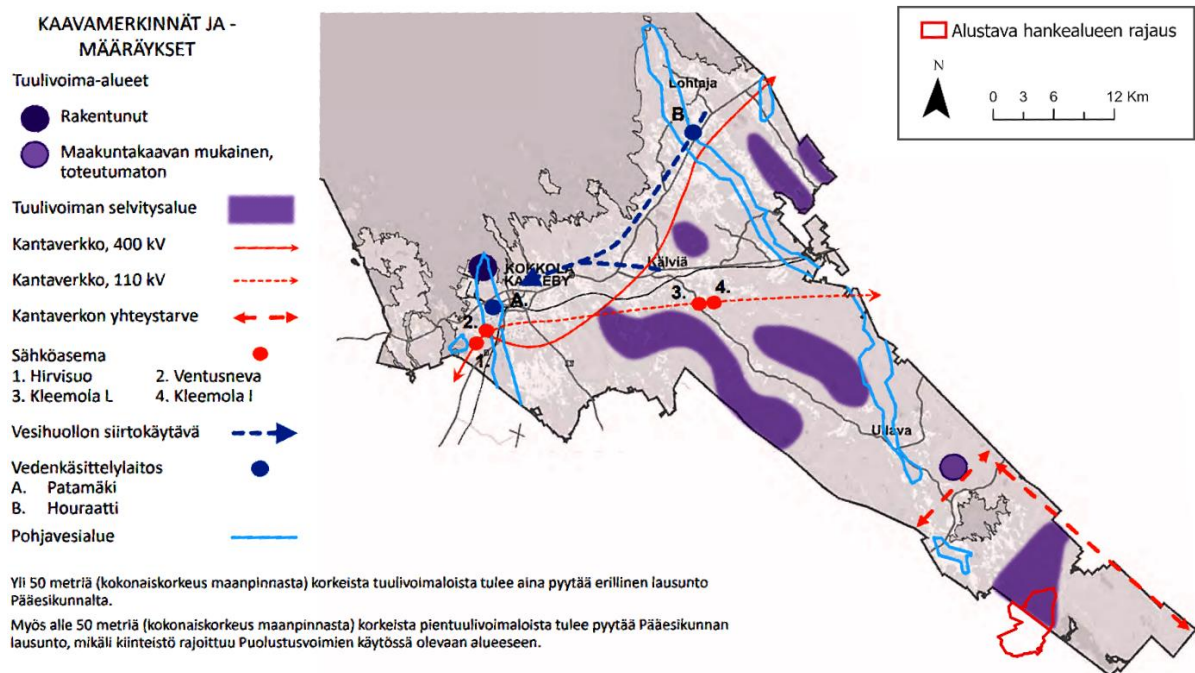 KAAVAMERKINNÄT JA -
MÄÄRÄYKSET
Tuulivoima-alueet
Rakentunut
Maakuntakaavan mukainen,
toteutumaton
Tuulivoiman selvitysalue
Kantaverkko, 400 kV
Kantaverkko, 110 kV
Kantaverkon yhteystarve
Sähköasema
1. Hirvisuo 2. Ventusneva
3. Kleemola L 4. Kleemola I
Vesihuollon siirtokäytävä
Vedenkäsittelylaitos
A. Patamäki
B. Houraatti
Pohjavesialue
Alustava hankealueen rajaus
N
0 3 6 12 Km
Lohtaja
B
Kälviä
KOKKOLA
KARLEBY
A.
3. 4.
2.
1.
Ullava
Yli 50 metriä (kokonaiskorkeus maanpinnasta) korkeista tuulivoimaloista tulee aina pyytää erillinen lausunto
Pääesikunnalta.
Myös alle 50 metriä (kokonaiskorkeus maanpinnasta) korkeista pientuulivoimaloista tulee pyytää Pääesikunnan
lausunto, mikäli kiinteistö rajoittuu Puolustusvoimien käytössä olevaan alueeseen.